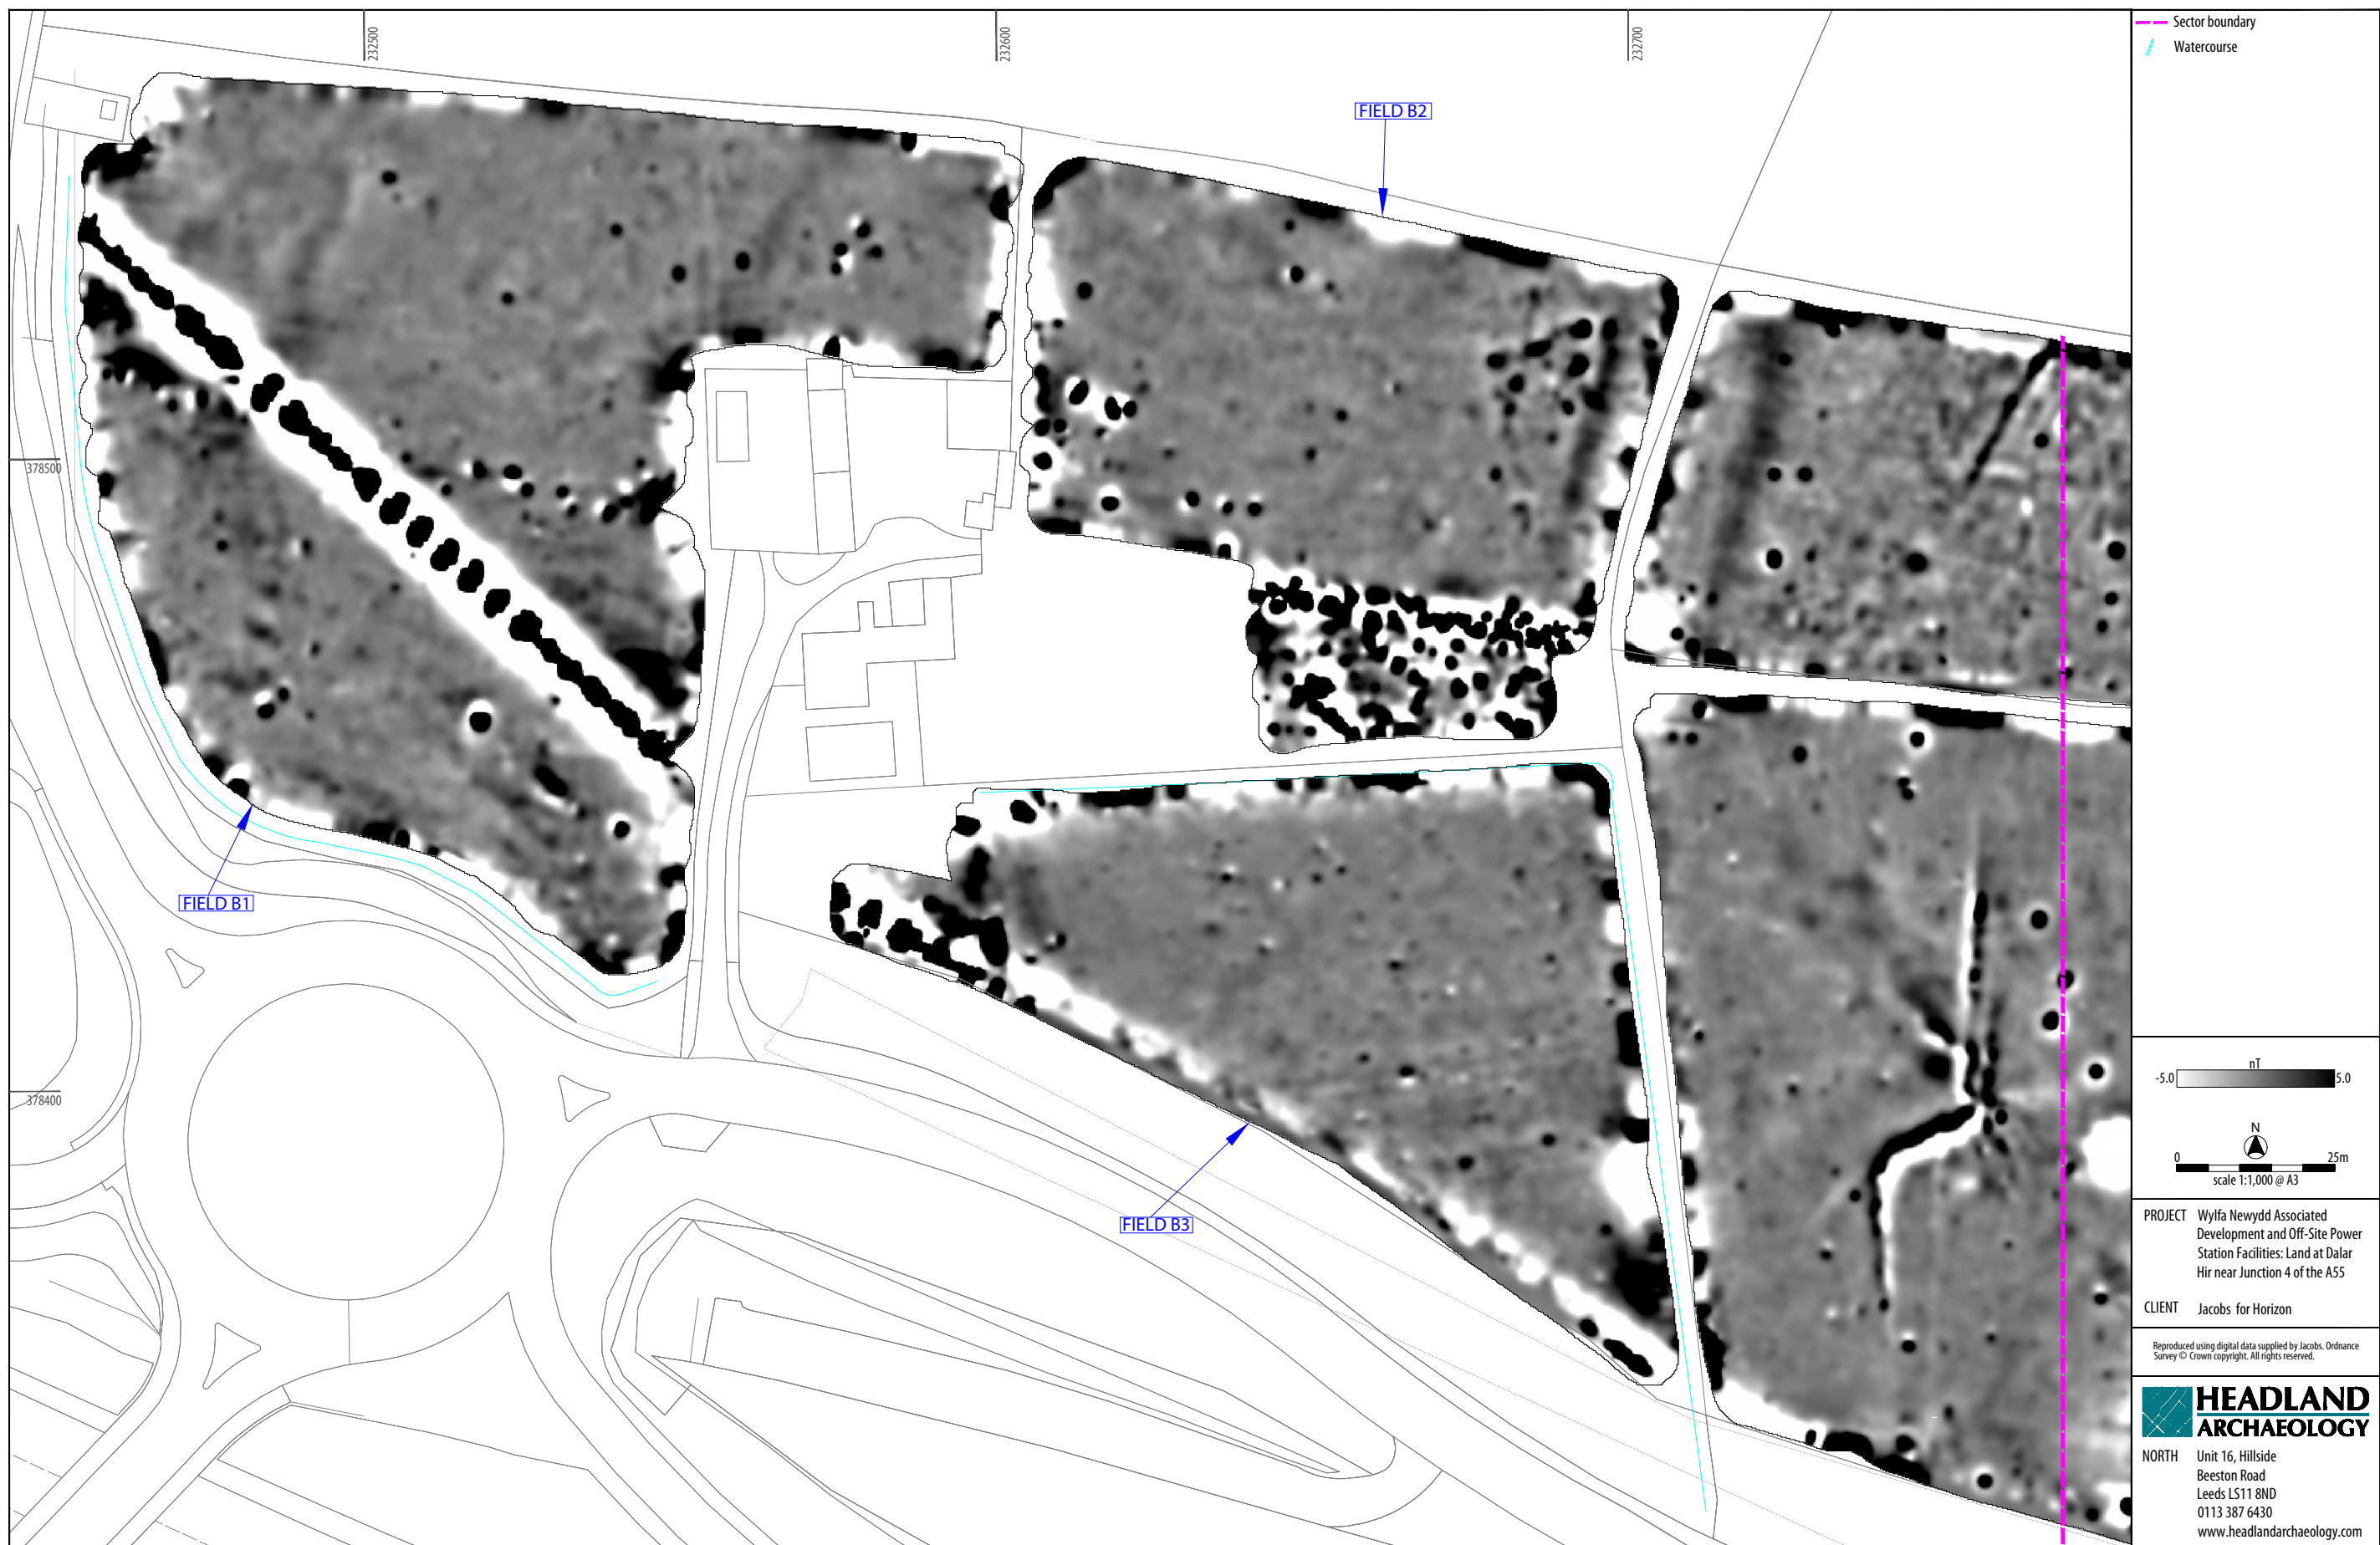 232500
232600
232700
Sector boundary
Watercourse
FIELD B2
378500
FIELD B1
378400
nT
-5.0
5.0
N
0
25m
scale 1:1,000 @ A3
FIELD B3
PROJECT Wylfa Newydd Associated
Development and Off-Site Power
Station Facilities: Land at Dalar
Hir near Junction 4 of the A55
CLIENT Jacobs for Horizon
Reproduced using digital data supplied by Jacobs. Ordnance
Survey © Crown copyright. All rights reserved.
HEADLAND
ARCHAEOLOGY
NORTH Unit 16, Hillside
Beeston Road
Leeds LS11 8ND
0113 387 6430
www.headlandarchaeology.com